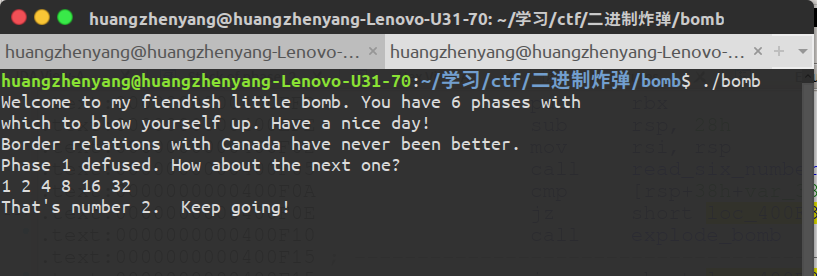 huangzhenyang@huangzhenyang-Lenovo-U31-70: ~/学习/ctf/二进制炸弹/bomb
huangzhenyang@huangzhenyang-Lenovo-... × huangzhenyang@huangzhenyang-Lenovo-... ×
huangzhenyang@huangzhenyang-Lenovo-U31-70:~/学习/ctf/二进制炸弹/bomb$ ./bomb
Welcome to my fiendish little bomb. You have 6 phases with
which to blow yourself up. Have a nice day!
Border relations with Canada have never been better.
Phase 1 defused. How about the next one?
1 2 4 8 16 32
That's number 2.  Keep going!